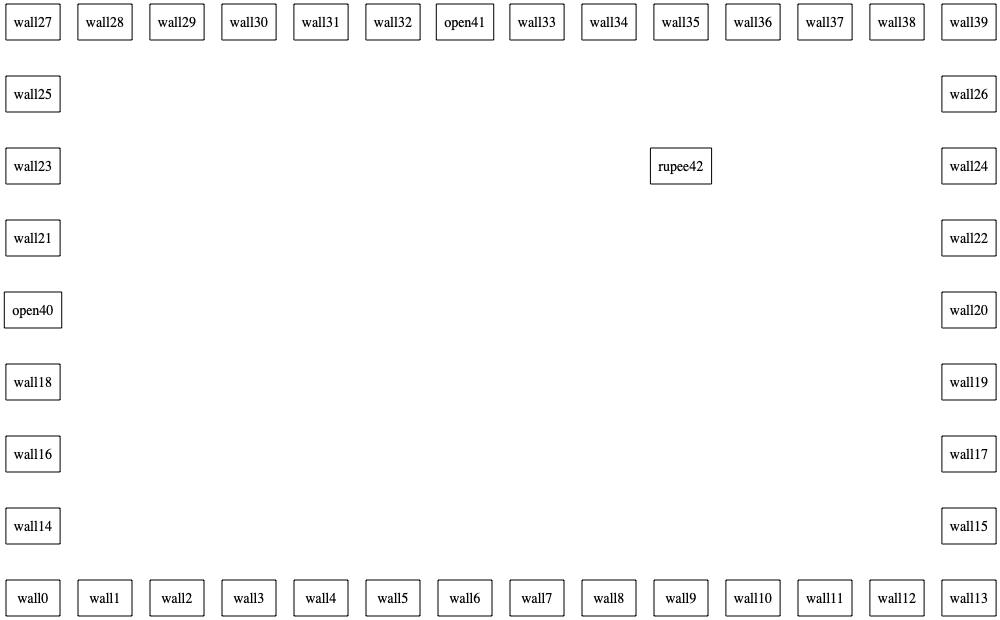 wall27 wall28 wall29 wall30 wall31 wall32 open41 wall33 wall34 wall35 wall36 wall37 wall38 wall39
wall25 wall26
wall23 rupee42 wall24
wall21 wall22
open40 wall20
wall18 wall19
wall16 wall17
wall14 wall15
wall0 wall1 wall2 wall3 wall4 wall5 wall6 wall7 wall8 wall9 wall10 wall11 wall12 wall13